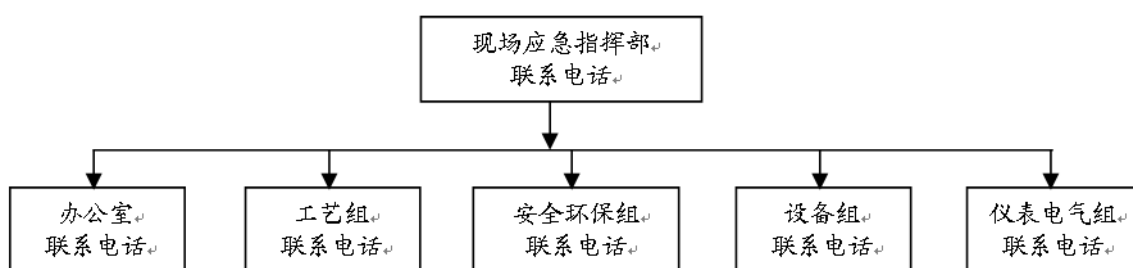 现场应急指挥部
联系电话
办公室
联系电话
工艺组
联系电话
安全环保组
联系电话
设备组
联系电话
仪表电气组
联系电话